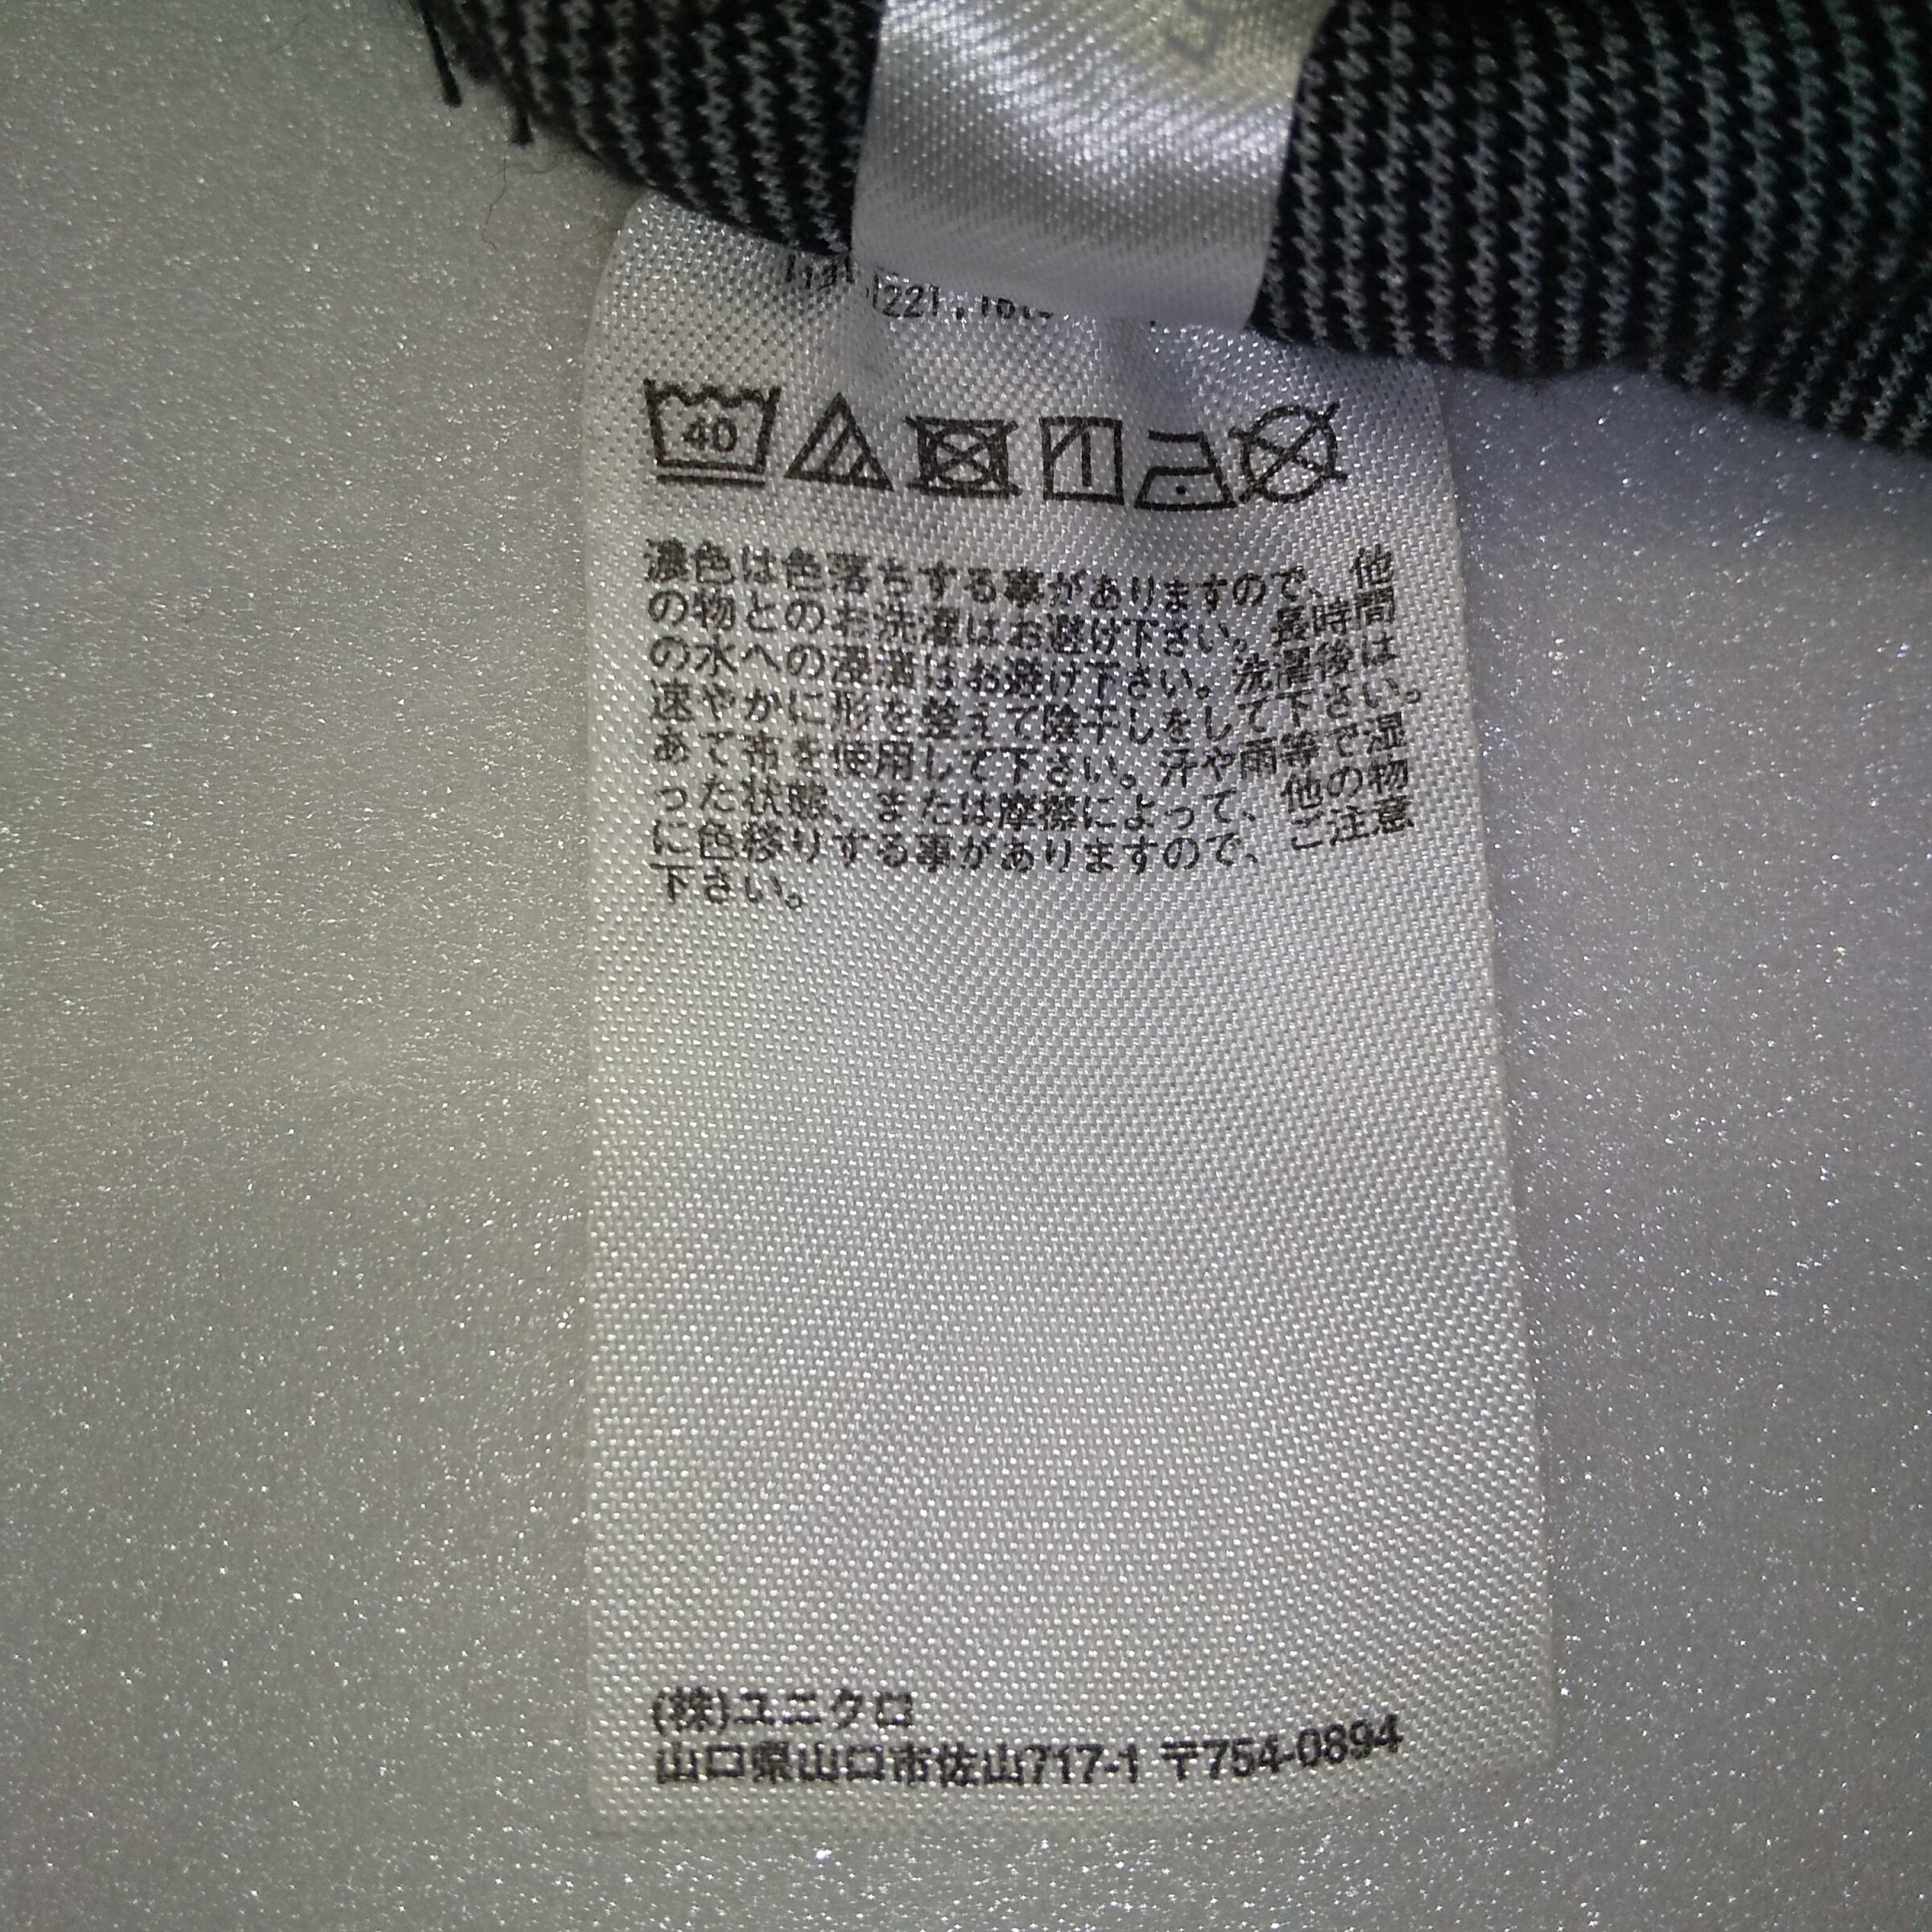 40
濃色は色落ちする事がありますので、他
の物とのお洗濯はお避け下さい。長時間
の水への浸漬はお避け下さい。洗濯後は
速やかに形を整えて陰干しをして下さい。
あて布を使用して下さい。汗や雨等で湿
った状態、または摩擦によって、他の物
に色移りする事がありますので、ご注意
下さい。
(株)ユニクロ
山口県山口市佐山717-1 〒754-0894